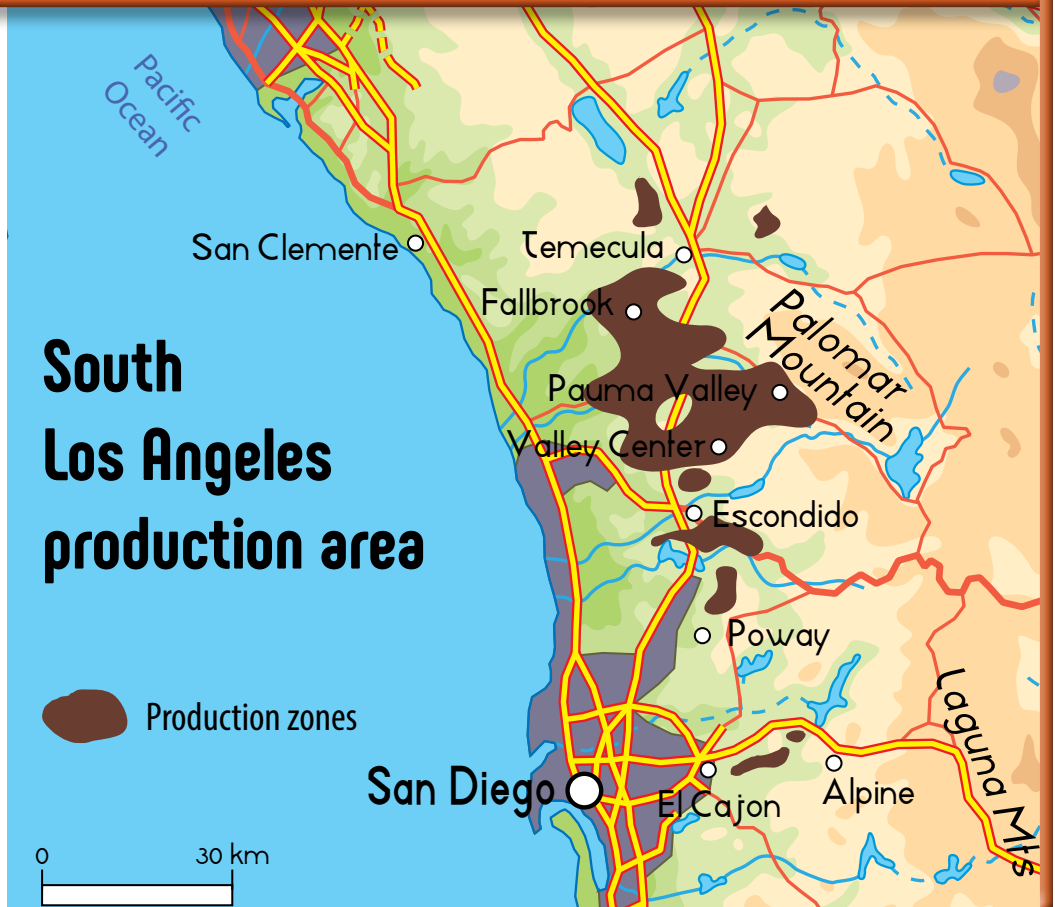 Pacific
Ocean
San Clemente
Temecula
Fallbrook
Palomar
Mountain
South
Los Angeles
production area
Pauma Valley
Valley Center
Escondido
Poway
Production zones
Laguna Mts
San Diego
El Cajon
Alpine
0 30 km